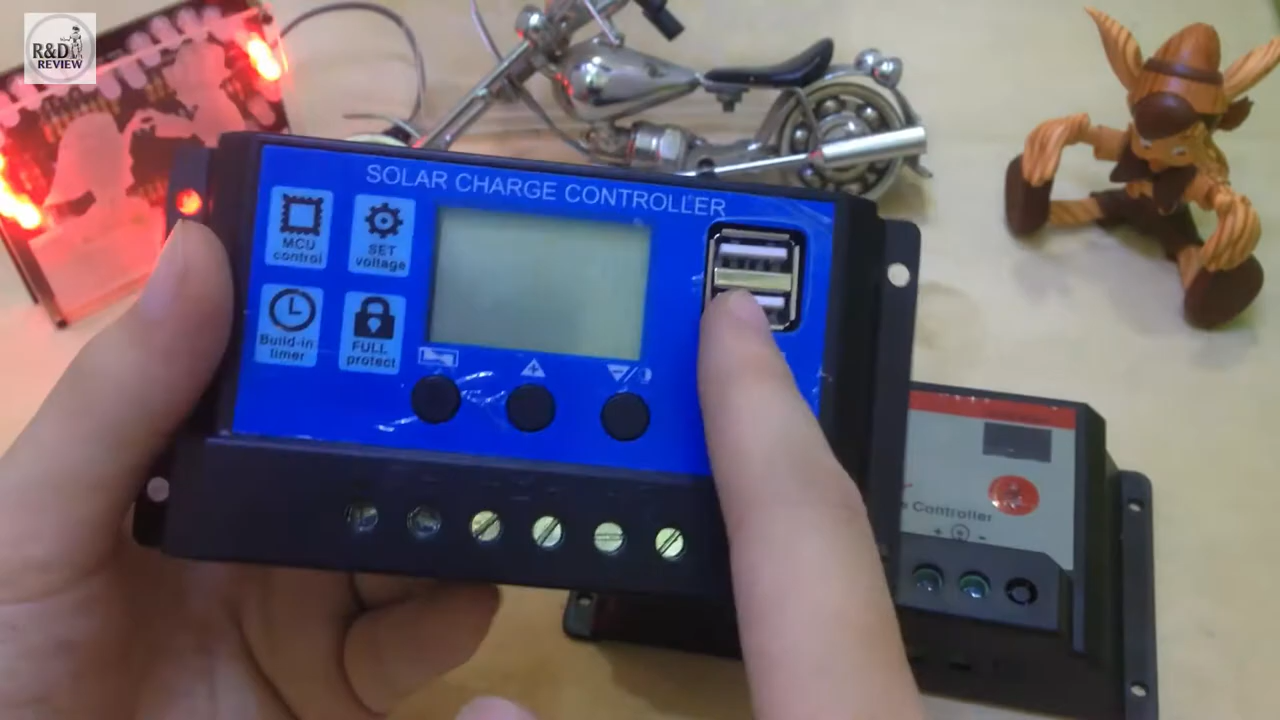 R&D
REVIEW
SOLAR CHARGE CONTROLLER
MCU
control
SET
voltage
Build-in
timer
FULL
protect
Controller
+ -